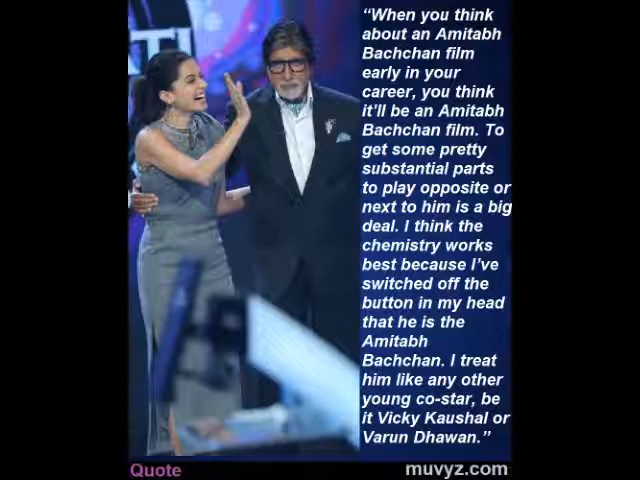 ATI
“When you think
about an Amitabh
Bachchan film
early in your
career, you think
it’ll be an Amitabh
Bachchan film. To
get some pretty
substantial parts
to play opposite or
next to him is a big
deal. I think the
chemistry works
best because I’ve
switched off the
button in my head
that he is the
Amitabh
Bachchan. I treat
him like any other
young co-star, be
it Vicky Kaushal or
Varun Dhawan.”
Quote
muvyz.com